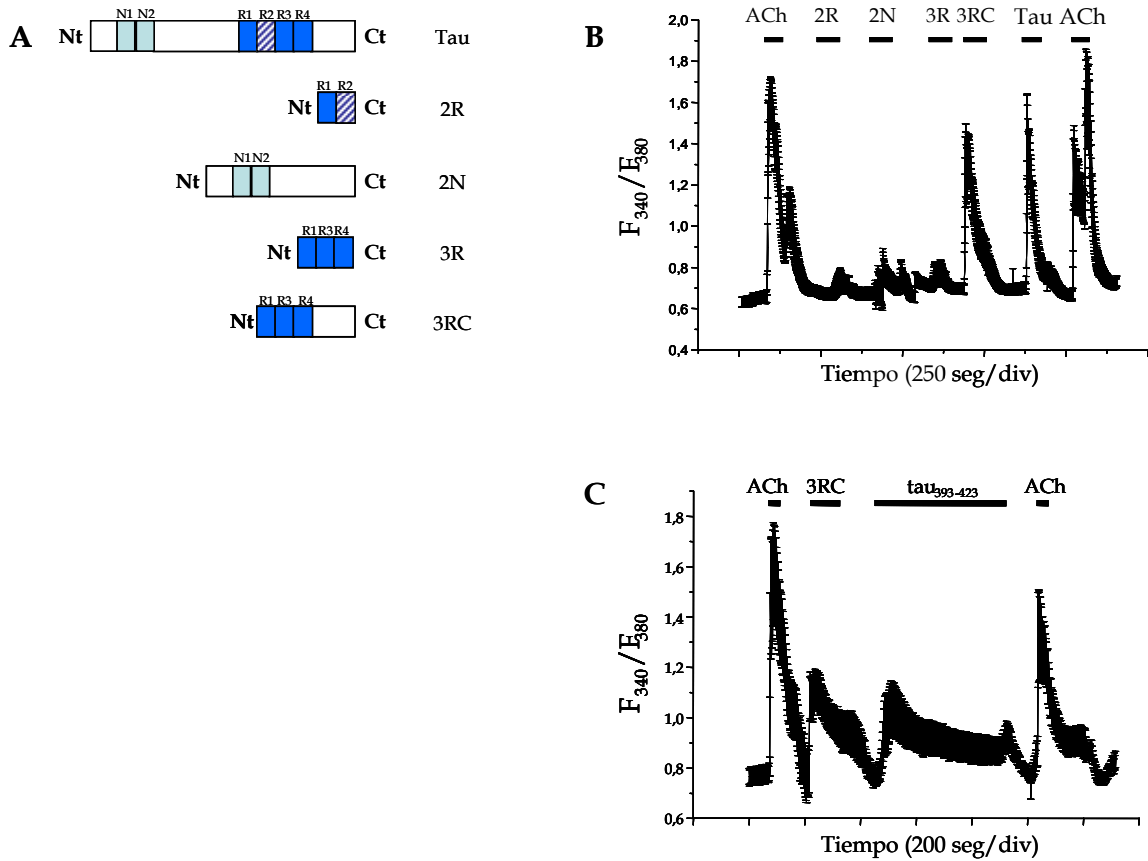 A
N1 N2 R1 R2 R3 R4
Nt Ct Tau
R1 R2
Nt Ct 2R
N1 N2
Nt Ct 2N
R1R3R4
Nt Ct 3R
R1 R3 R4
Nt Ct 3RC
B
ACh 2R 2N 3R 3RC Tau ACh
2,0
1,8
1,6
1,4
1,2
1,0
0,8
0,6
0,4
F340/F380
Tiempo (250 seg/div)
C
ACh 3RC tau393-423 ACh
1,8
1,6
1,4
1,2
1,0
0,8
0,6
F340/F380
Tiempo (200 seg/div)